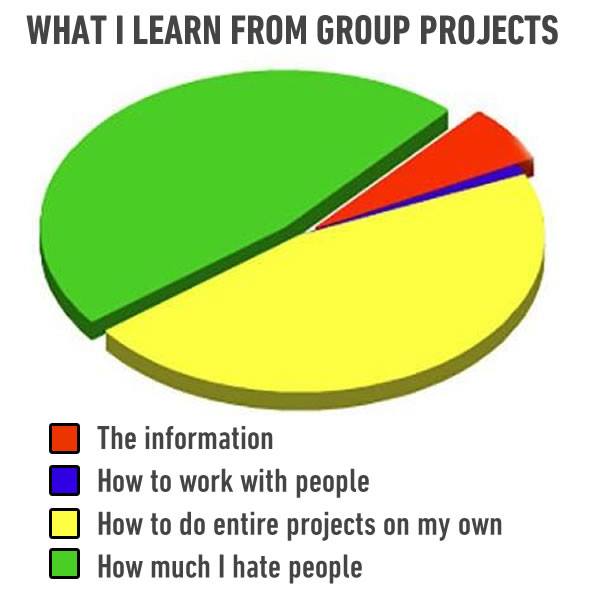 WHAT I LEARN FROM GROUP PROJECTS
The information
How to work with people
How to do entire projects on my own
How much I hate people